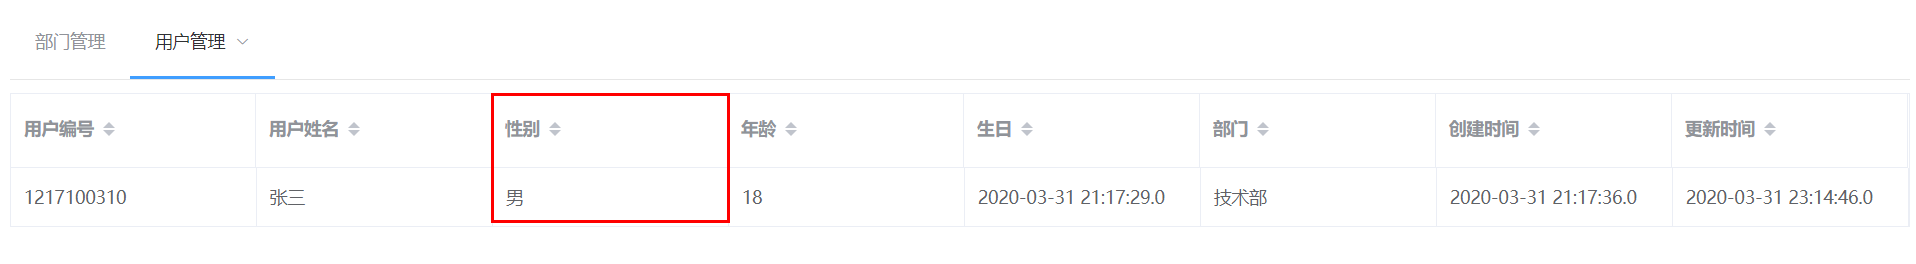 部门管理 用户管理
用户编号 用户姓名 性别 年龄 生日 部门 创建时间 更新时间
1217100310 张三 男 18 2020-03-31 21:17:29.0 技术部 2020-03-31 21:17:36.0 2020-03-31 23:14:46.0